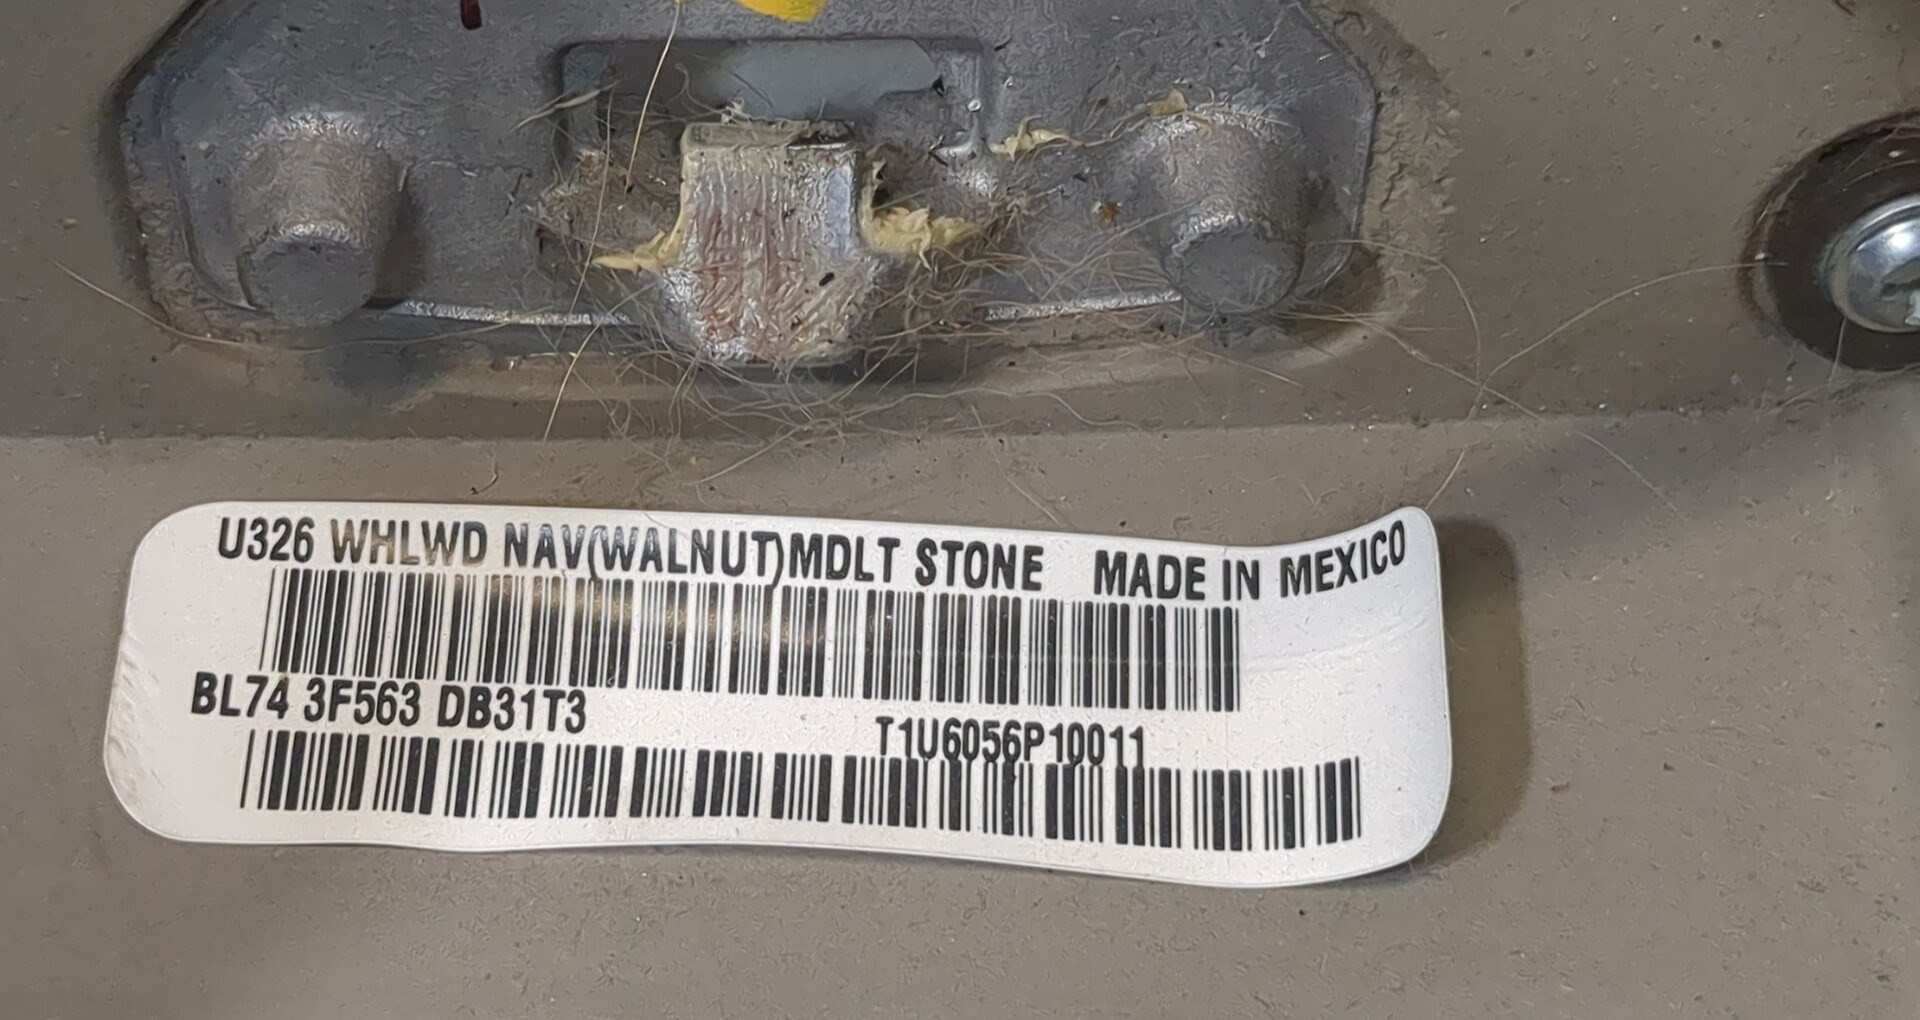 U326 WHLWD NAV(WALNUT)MDLT STONE MADE IN MEXICO
BL74 3F563 DB31T3
T1U6056P10011